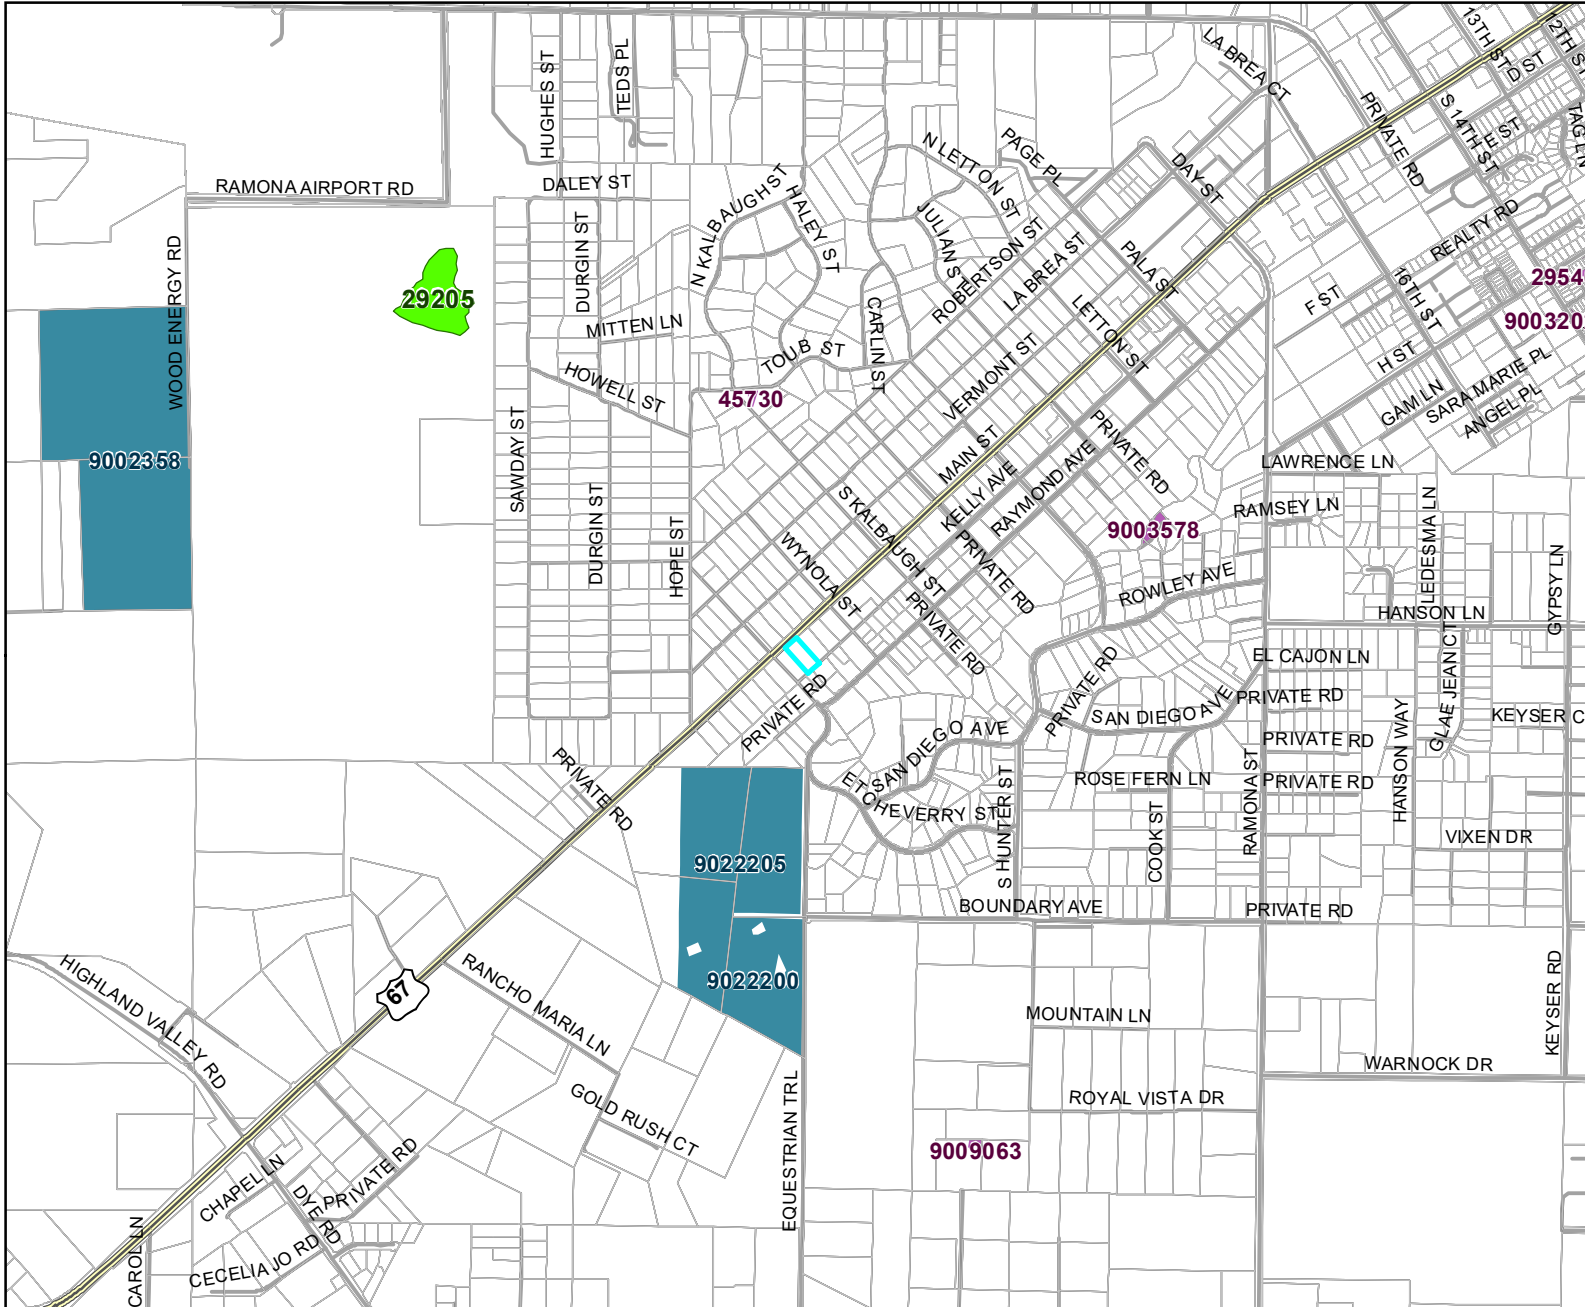 13TH ST
12TH ST
LA BREA CT
D ST
HUGHES ST
TEDS PL
PRIVATE RD
S 14TH ST
E ST
TAG LN
N LETTON ST
PAGE PL
DAY ST
RAMONA AIRPORT RD
DALEY ST
N KALBAUGH ST
HALEY ST
JULIAN ST
ROBERTSON ST
LA BREA ST
PALA ST
REALTY RD
WOOD ENERGY RD
DURGIN ST
29205
MITTEN LN
CARLIN ST
LETTON ST
F ST
16TH ST
2954
900320
TOUB ST
HOWELL ST
45730
VERMONT ST
H ST
GAM LN
SARA MARIE PL
ANGEL PL
9002358
SAWDAY ST
MAIN ST
KELLY AVE
RAYMOND AVE
PRIVATE RD
LAWRENCE LN
RAMSEY LN
LEDESMA LN
DURGIN ST
HOPE ST
S KALBAUGH ST
WYNOLA ST
PRIVATE RD
9003578
ROWLEY AVE
GYPSY LN
HANSON LN
PRIVATE RD
EL CAJON LN
GLAE JEAN CT
PRIVATE RD
PRIVATE RD
PRIVATE RD
SAN DIEGO AVE
KEYSER C
SAN DIEGO AVE
PRIVATE RD
HANSON WAY
PRIVATE RD
ETCHEVERRY ST
S HUNTER ST
ROSE FERN LN
COOK ST
RAMONA ST
PRIVATE RD
VIXEN DR
9022205
BOUNDARY AVE
PRIVATE RD
HIGHLAND VALLEY RD
67
RANCHO MARIA LN
9022200
MOUNTAIN LN
KEYSER RD
WARNOCK DR
GOLD RUSH CT
EQUESTRIAN TRL
ROYAL VISTA DR
9009063
CHAPEL LN
PRIVATE RD
DYE RD
CAROL LN
CECELIA JO RD